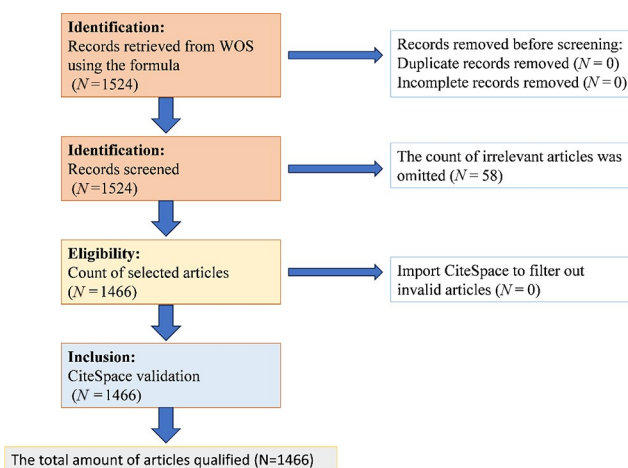 Identification:
Records retrieved from WOS
using the formula
(N=1524)
Records removed before screening:
Duplicate records removed (N = 0)
Incomplete records removed (N = 0)
Identification:
Records screened
(N=1524)
The count of irrelevant articles was
omitted (N = 58)
Eligibility:
Count of selected articles
(N = 1466)
Import CiteSpace to filter out
invalid articles (N = 0)
Inclusion:
CiteSpace validation
(N = 1466)
The total amount of articles qualified (N=1466)